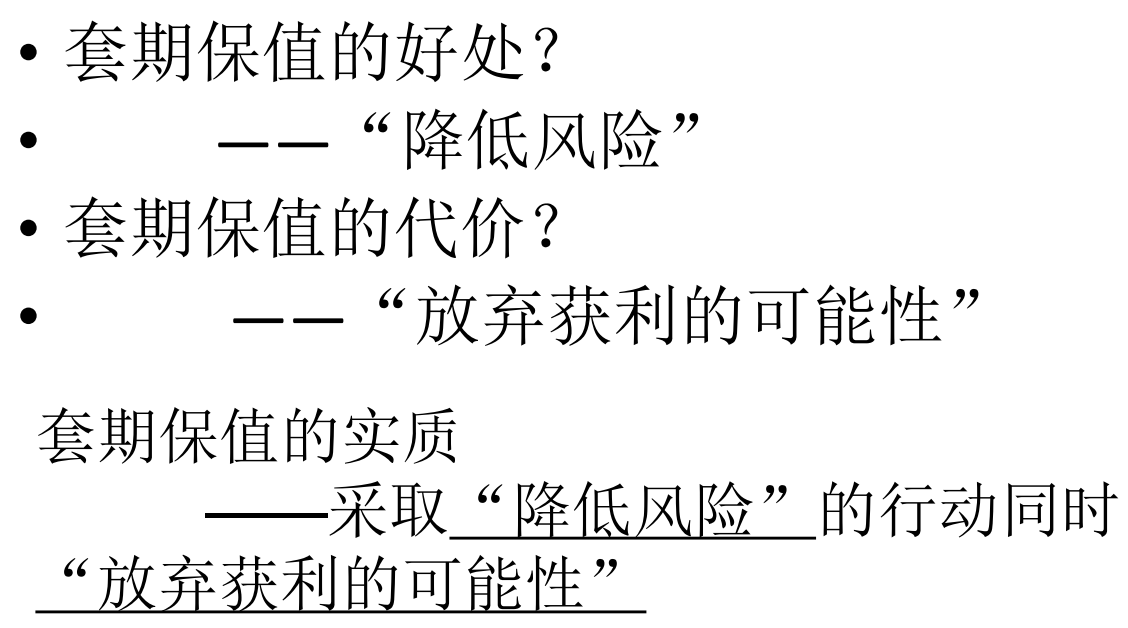 • 套期保值的好处？
• ——“降低风险”
• 套期保值的代价？
• ——“放弃获利的可能性”
套期保值的实质
——采取“降低风险”的行动同时
“放弃获利的可能性”